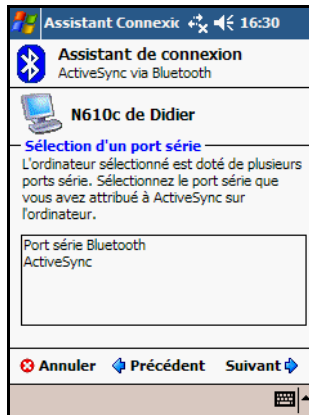 Assistant Connexic 16:30
Assistant de connexion
ActiveSync via Bluetooth
N610c de Didier
Sélection d'un port série
L'ordinateur sélectionné est doté de plusieurs
ports série. Sélectionnez le port série que
vous avez attribué à ActiveSync sur
l'ordinateur.
Port série Bluetooth
ActiveSync
Annuler Précédent Suivant